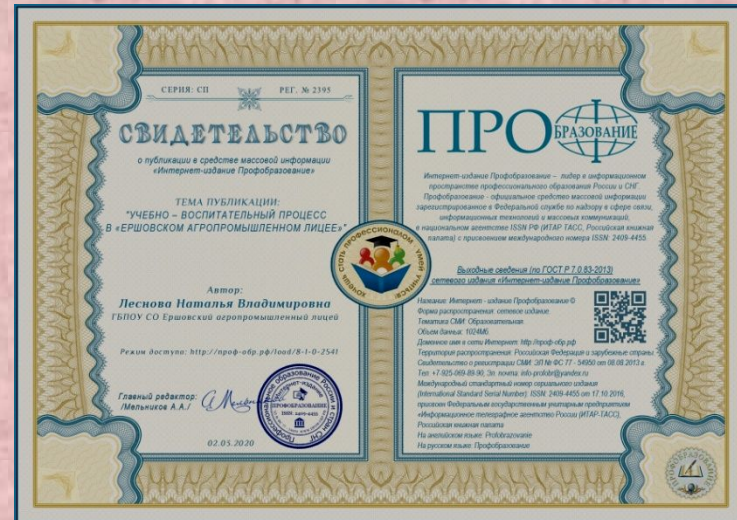 СЕРИЯ: СП РЕГ. № 2395
СВИДЕТЕЛЬСТВО
о публикации в средстве массовой информации
«Интернет-издание Профобразование»
ТЕМА ПУБЛИКАЦИИ:
"УЧЕБНО – ВОСПИТАТЕЛЬНЫЙ ПРОЦЕСС
В «ЕРШОВСКОМ АГРОПРОМЫШЛЕННОМ ЛИЦЕЕ»"
Автор:
Леснова Наталья Владимировна
ГБПОУ СО Ершовский агропромышленный лицей
Режим доступа: http://проф-обр.рф/load/8-1-0-2541
Главный редактор:
/Мельников А.А./
02.05.2020
хочешь стать профессионалом - умей учиться
ПРО БРАЗОВАНИЕ
Интернет-издание Профобразование – лидер в информационном
пространстве профессионального образования России и СНГ.
Профобразование - официальное средство массовой информации
зарегистрированное в Федеральной службе по надзору в сфере связи,
информационных технологий и массовых коммуникаций,
в национальном агентстве ISSN РФ (ИТАР ТАСС, Российская книжная
палата) с присвоением международного номера ISSN: 2409-4455
Выходные сведения (по ГОСТ Р 7.0.83-2013)
сетевого издания «Интернет-издание Профобразование»
Название: Интернет - издание Профобразование ©
Форма распространения: сетевое издание
Тематика СМИ: Образовательная
Объем данных: 1024Мб
Доменное имя в сети Интернет: http://проф-обр.рф
Территория распространения: Российская Федерация и зарубежные страны
Свидетельство о регистрации СМИ: ЭЛ № ФС 77 - 54950 от 08.08.2013 г.
Тел: +7-925-069-89-90, Эл. почта: info-profobr@yandex.ru
Международный стандартный номер сериального издания
(International Standard Serial Number): ISSN: 2409-4455 от 17.10.2016,
присвоен Федеральным государственным унитарным предприятием
«Информационное телеграфное агентство России (ИТАР-ТАСС),
Российская книжная палата
На английском языке: Profobrazovanie
На русском языке: Профобразование
ПРОФОБРАЗОВАНИЕ